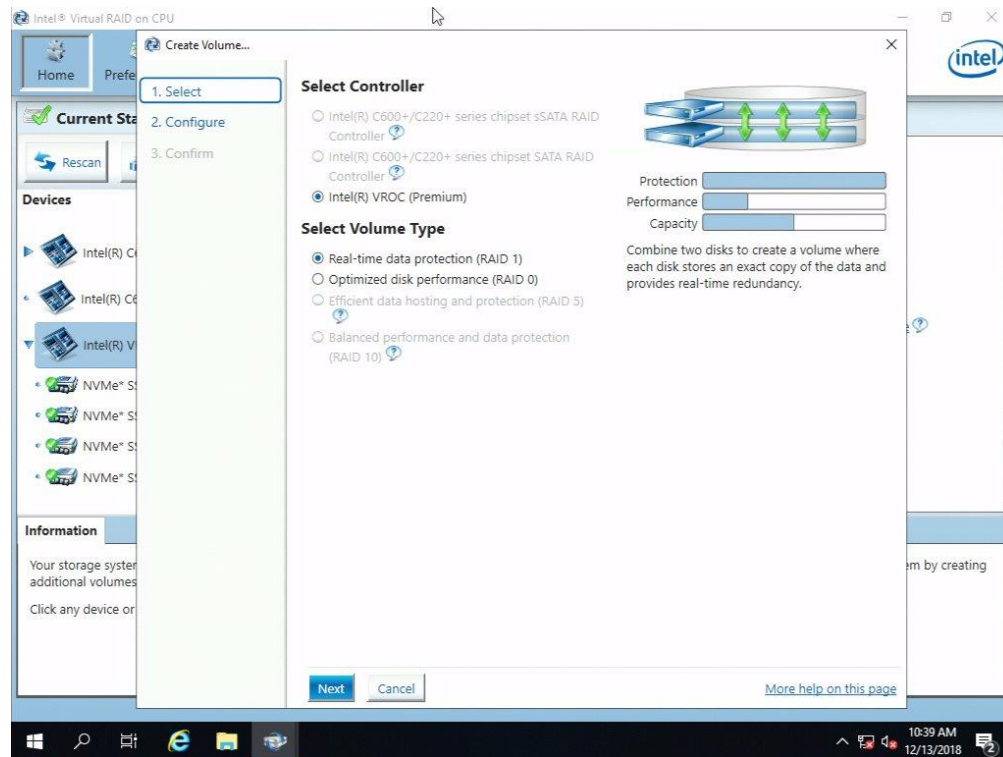 Intel® Virtual RAID on CPU
Home
Prefe
intel
Current Sta
Rescan
Devices
Intel(R) C6
Intel(R) C6
Intel(R) V
NVMe* S
NVMe* S
NVMe* S
NVMe* S
Information
Your storage system
additional volumes
em by creating
Click any device or
Create Volume...
1. Select
2. Configure
3. Confirm
Select Controller
Intel(R) C600+/C220+ series chipset sSATA RAID
Controller ?
Intel(R) C600+/C220+ series chipset SATA RAID
Controller ?
Intel(R) VROC (Premium)
Select Volume Type
Real-time data protection (RAID 1)
Optimized disk performance (RAID 0)
Efficient data hosting and protection (RAID 5)
?
Balanced performance and data protection
(RAID 10) ?
Protection
Performance
Capacity
Combine two disks to create a volume where
each disk stores an exact copy of the data and
provides real-time redundancy.
Next
Cancel
More help on this page
10:39 AM
12/13/2018
2